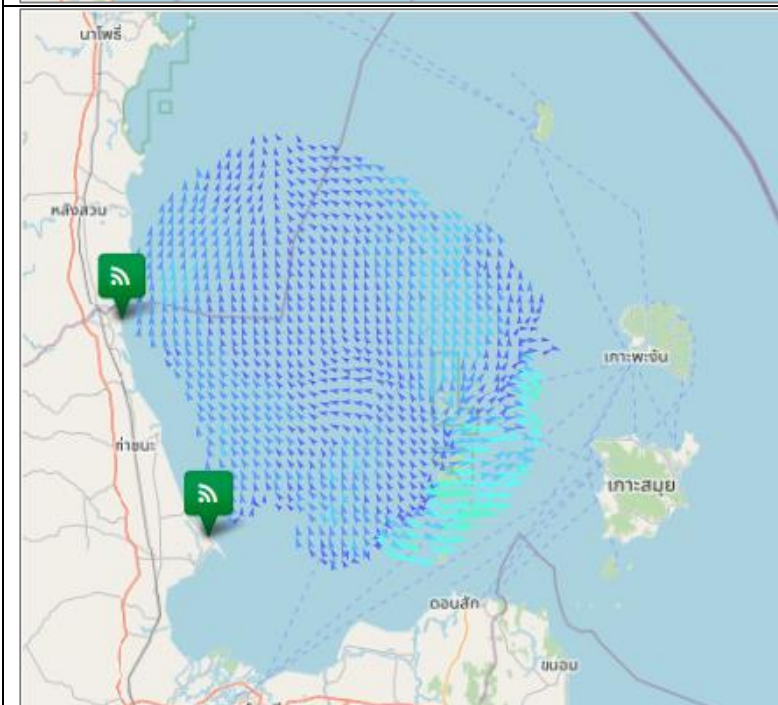 นาโพธิ์
หลังสวน
เกาะพะงัน
ท่าชนะ
เกาะสมุย
ดอนสัก
ขนอม